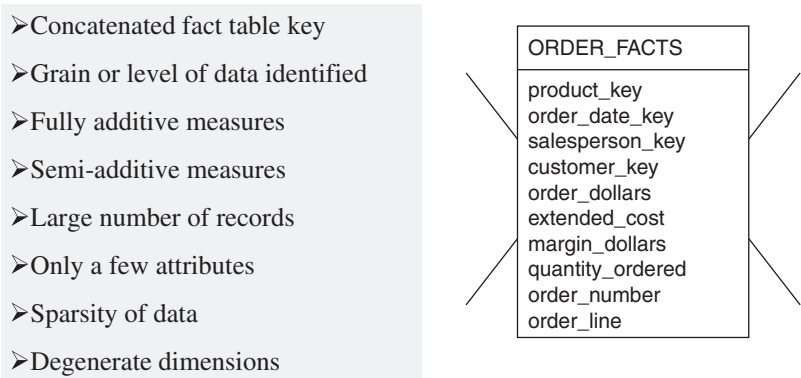 ➢Concatenated fact table key
➢Grain or level of data identified
➢Fully additive measures
➢Semi-additive measures
➢Large number of records
➢Only a few attributes
➢Sparsity of data
➢Degenerate dimensions
ORDER_FACTS
product_key
order_date_key
salesperson_key
customer_key
order_dollars
extended_cost
margin_dollars
quantity_ordered
order_number
order_line